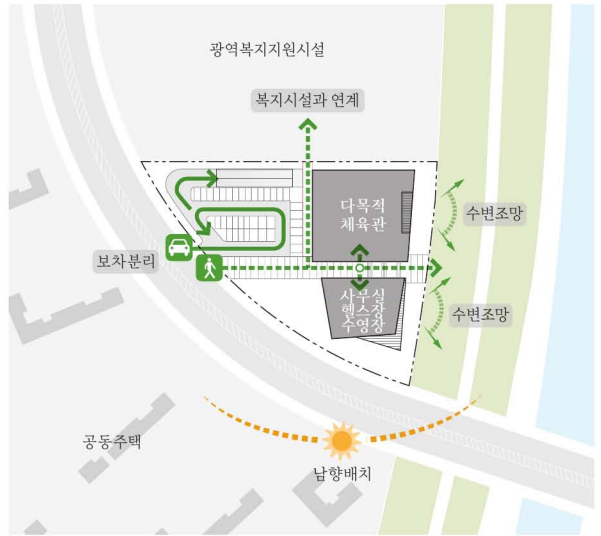 광역복지지원시설
복지시설과 연계
다목적
체육관
수변조망
보차분리
사무실
헬스장
수영장
수변조망
공동주택
남향배치